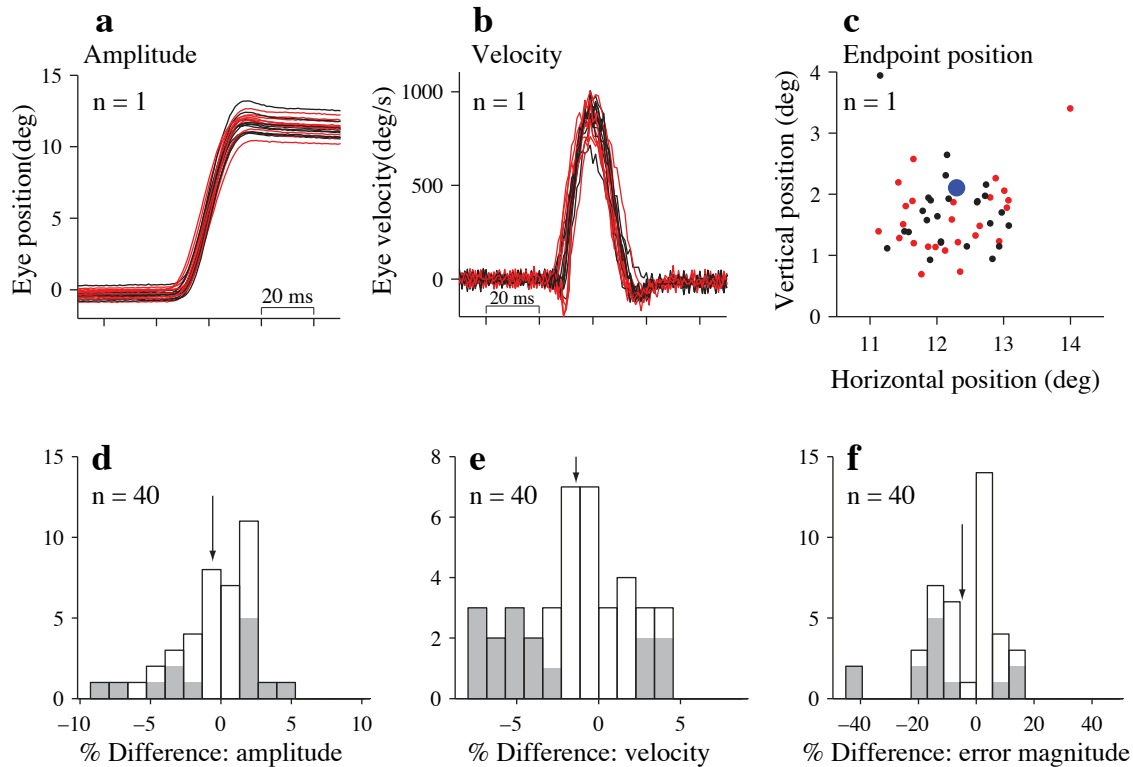 a
Amplitude
n = 1
Eye position(deg)
15
10
5
0
20 ms
b
Velocity
Eye velocity(deg/s)
1000
500
0
20 ms
c
Endpoint position
n = 1
Vertical position (deg)
4
3
2
1
0
11 12 13 14
Horizontal position (deg)
d
n = 40
15
10
5
0
−10 −5 0 5 10
% Difference: amplitude
e
n = 40
8
6
4
2
0
−5 0 5
% Difference: velocity
f
n = 40
15
10
5
0
−40 −20 0 20 40
% Difference: error magnitude